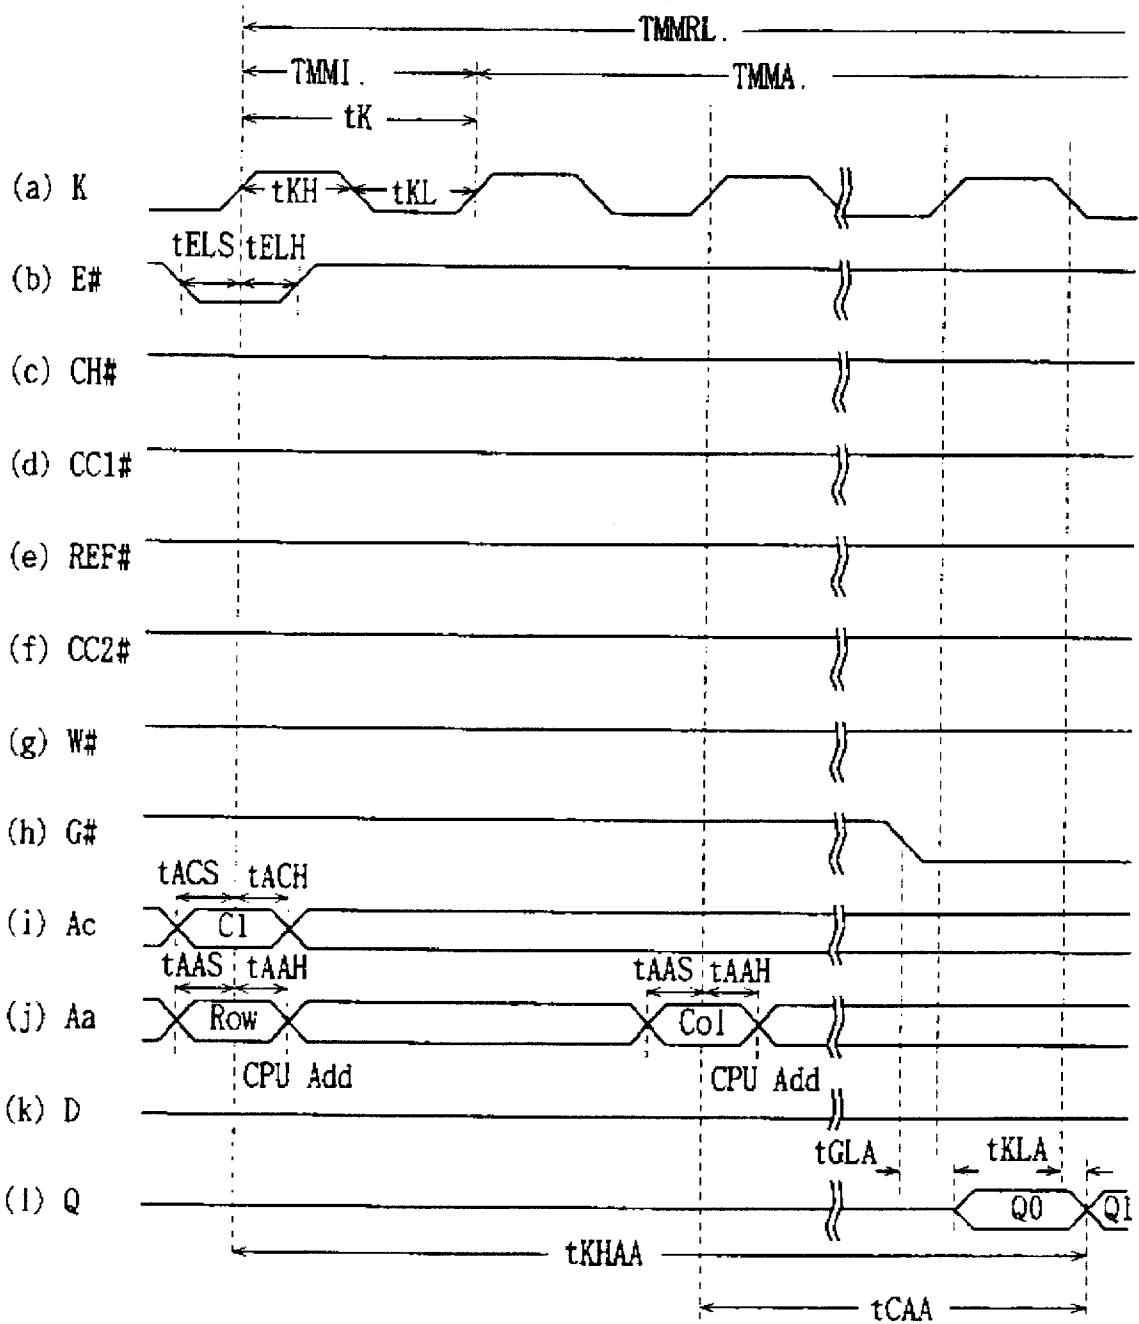 TMMRL.
TMMI. TMMA.
tK
(a) K tKH tKL
tELS tELH
(b) E#
(c) CH#
(d) CC1#
(e) REF#
(f) CC2#
(g) W#
(h) G#
tACS tACH
(i) Ac C1
tAAS tAAH tAAS tAAH
(j) Aa Row Col
CPU Add CPU Add
(k) D
tGLA tKLA
(l) Q Q0 Q1
tKHAA
tCAA